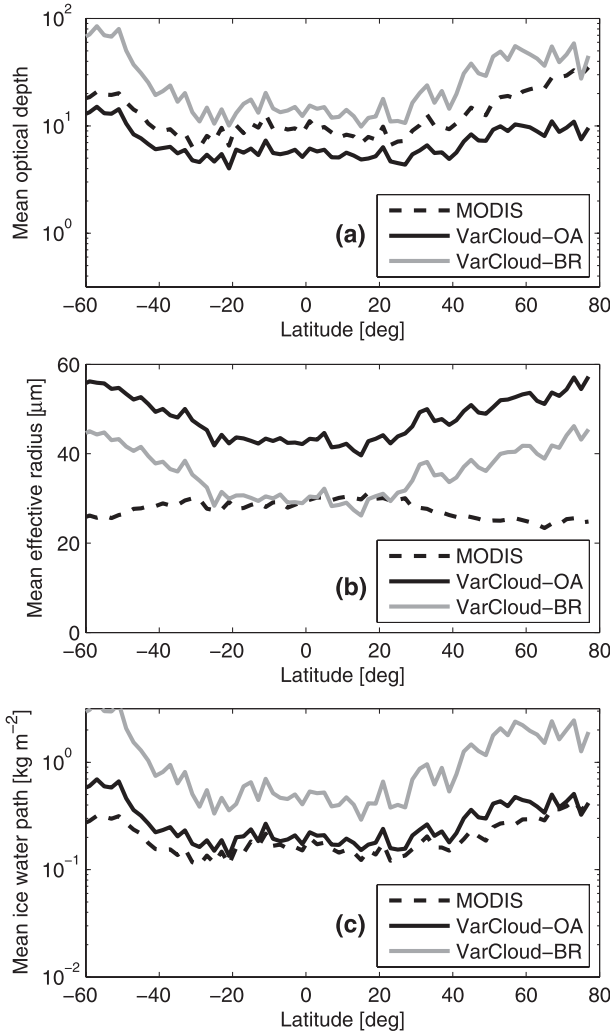 Mean optical depth
10^2
10^1
10^0
MODIS
VarCloud−OA
VarCloud−BR
(a)
−60 −40 −20 0 20 40 60 80
Latitude [deg]
Mean effective radius [µm]
60
40
20
0
MODIS
VarCloud−OA
VarCloud−BR
(b)
−60 −40 −20 0 20 40 60 80
Latitude [deg]
Mean ice water path [kg m^−2]
10^0
10^−1
10^−2
MODIS
VarCloud−OA
VarCloud−BR
(c)
−60 −40 −20 0 20 40 60 80
Latitude [deg]